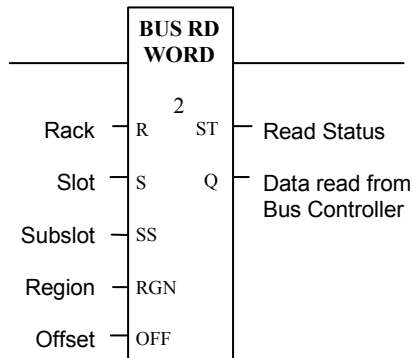 BUS RD
WORD
2
Rack R ST Read Status
Slot S Q Data read from
Bus Controller
Subslot SS
Region RGN
Offset OFF